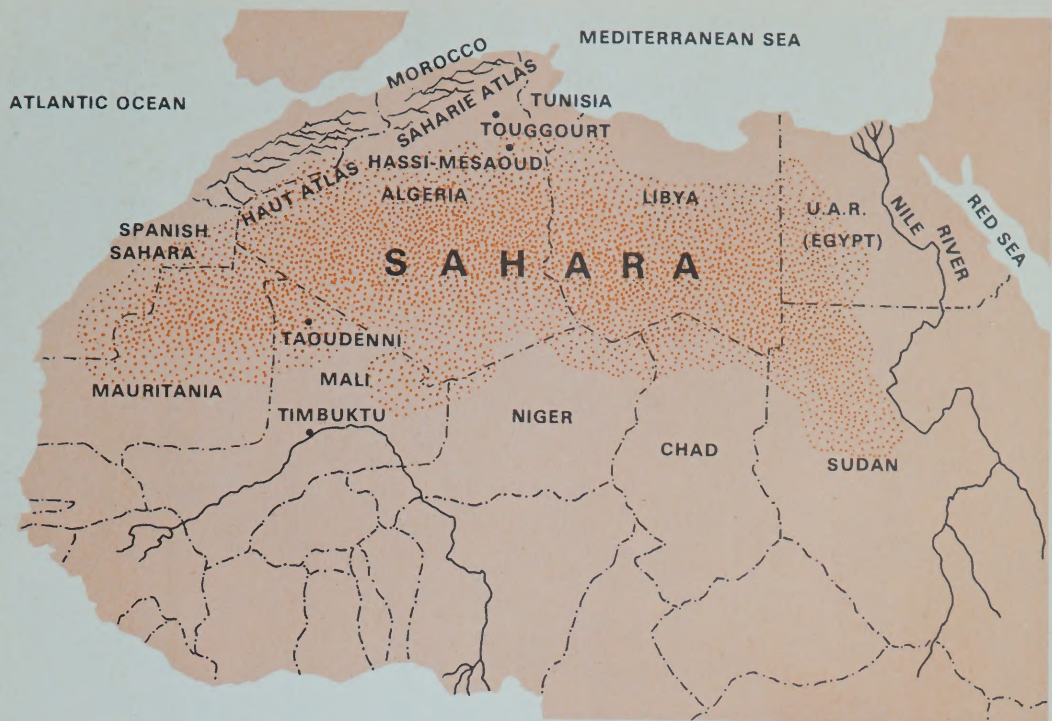 MEDITERRANEAN SEA
ATLANTIC OCEAN
MOROCCO
SAHARIE ATLAS
TUNISIA
TOUGGOURT
HASSI-MESAOUD
HAUT ATLAS
ALGERIA
LIBYA
U.A.R.
(EGYPT)
NILE
RIVER
RED SEA
SPANISH
SAHARA
SAHARA
TAOUDENNI
MAURITANIA
MALI
TIMBUKTU
NIGER
CHAD
SUDAN